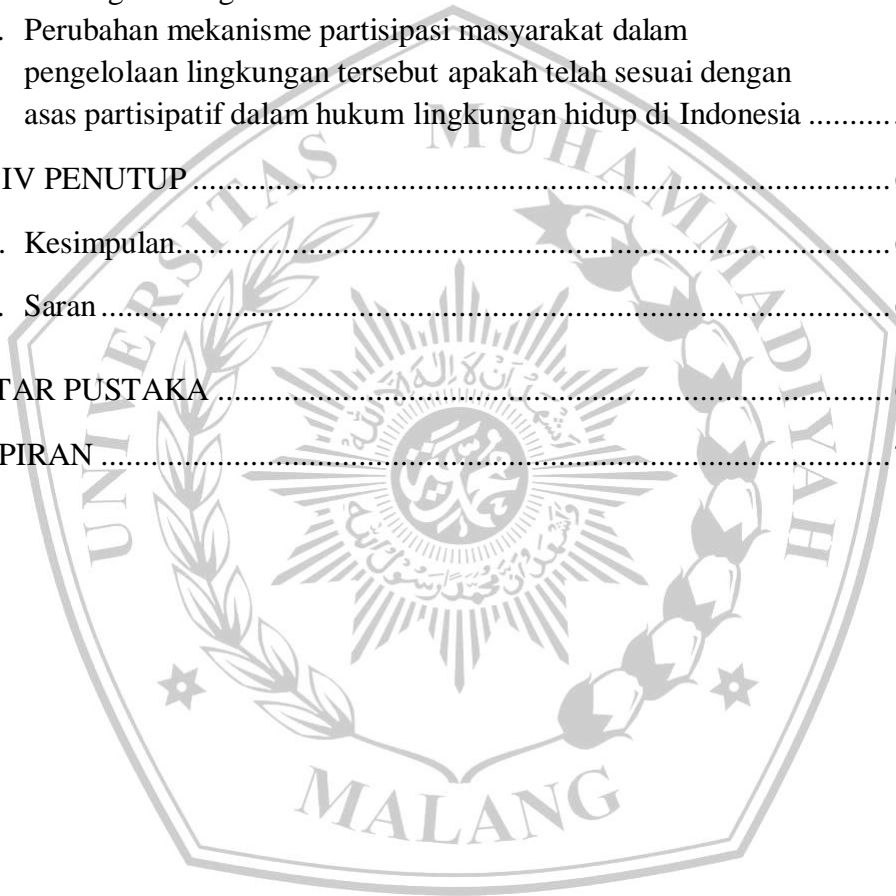 . Perubahan mekanisme partisipasi masyarakat dalam
pengelolaan lingkungan tersebut apakah telah sesuai dengan
asas partisipatif dalam hukum lingkungan hidup di Indonesia ..........
IV PENUTUP ..........
. Kesimpulan ..........
. Saran ..........
TAR PUSTAKA ..........
PIRAN ..........
UNIVERSITAS MUHAMMADIYAH
MALANG